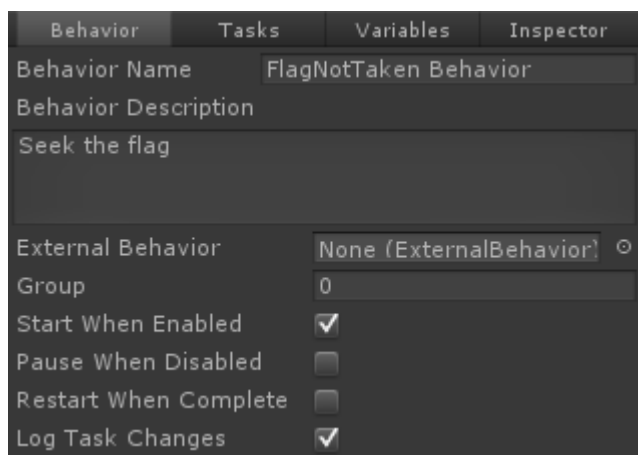 Behavior Tasks Variables Inspector
Behavior Name FlagNotTaken Behavior
Behavior Description
Seek the flag
External Behavior None (ExternalBehavior)
Group 0
Start When Enabled
Pause When Disabled
Restart When Complete
Log Task Changes